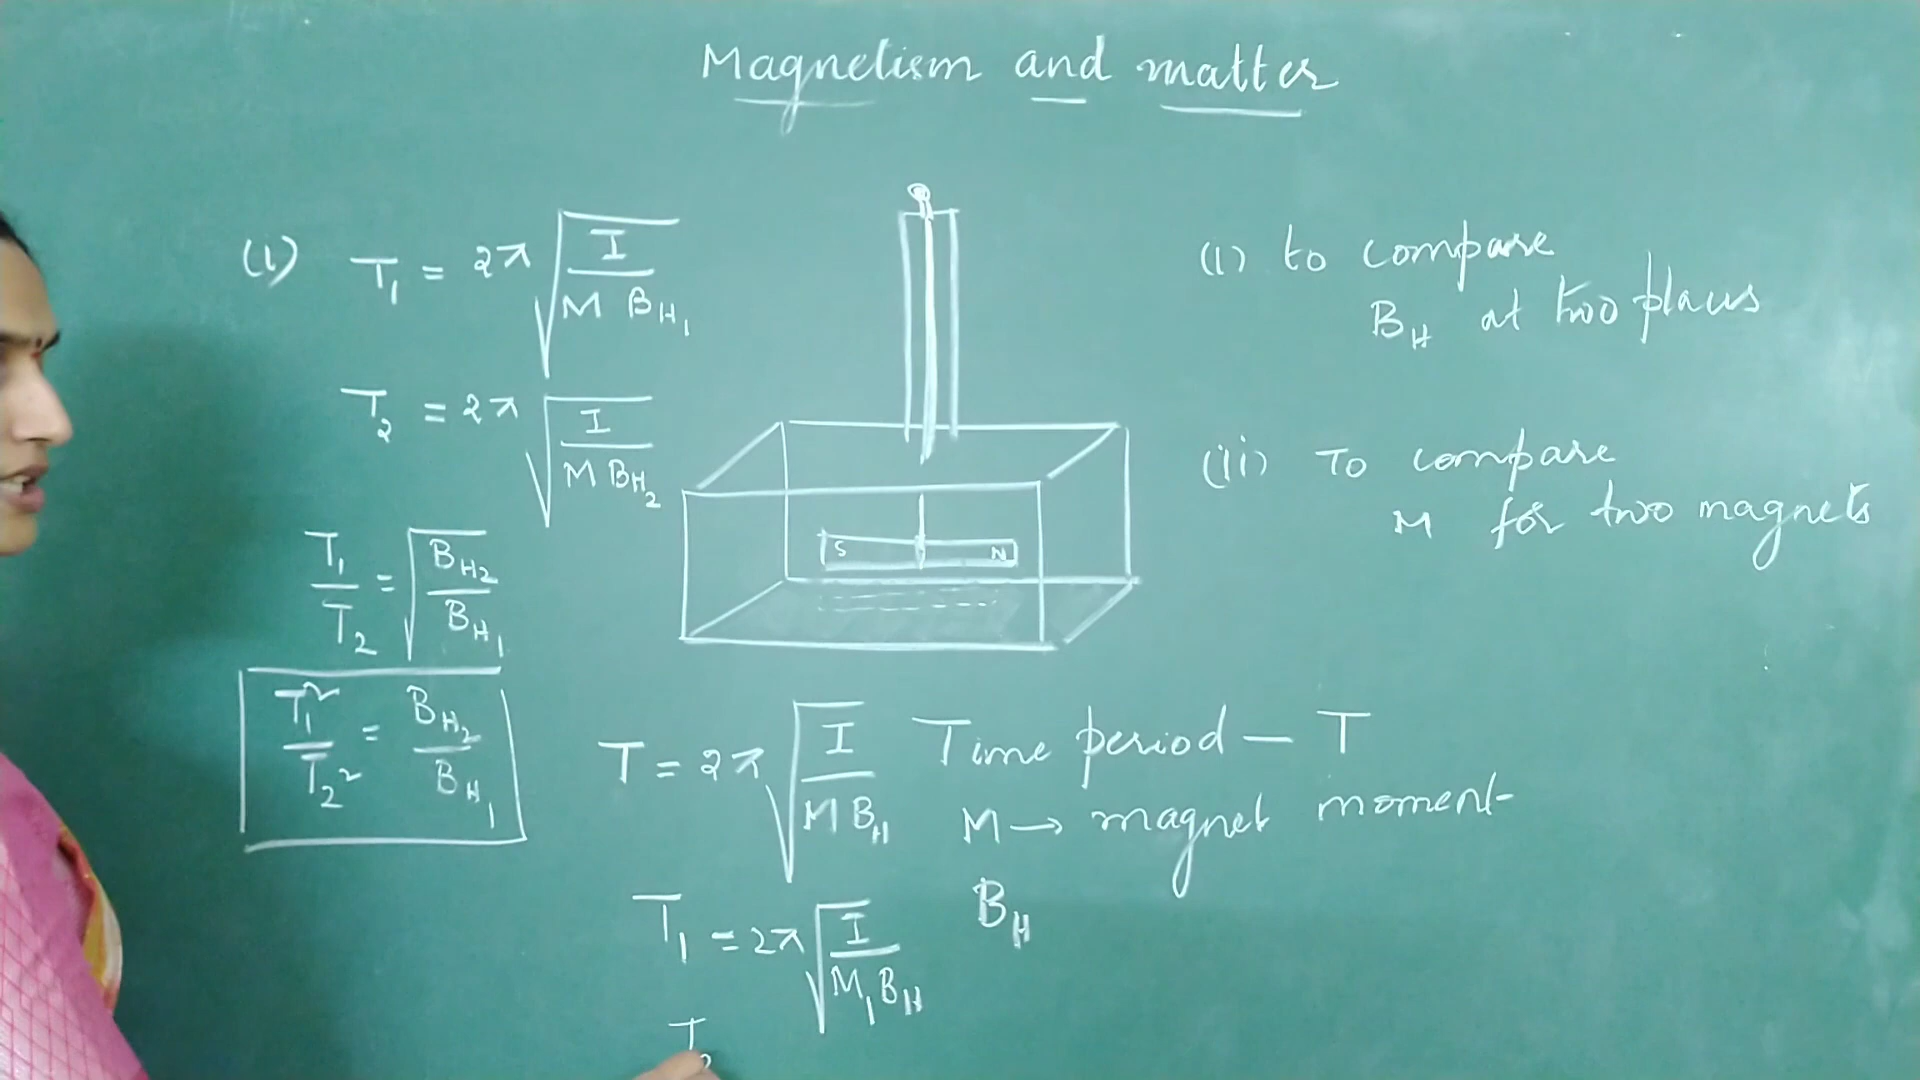 Magnetism and matter
(i) T₁ = 2π √(I / M B_H₁)
T₂ = 2π √(I / M B_H₂)
T₁/T₂ = √(B_H₂ / B_H₁)
T₁²/T₂² = B_H₂ / B_H₁
S N
(i) to compare
B_H at two places
(ii) To compare
M for two magnets
T = 2π √(I / M B_H)
Time period — T
M → magnet moment
B_H
T₁ = 2π √(I / M₁ B_H)
T₂